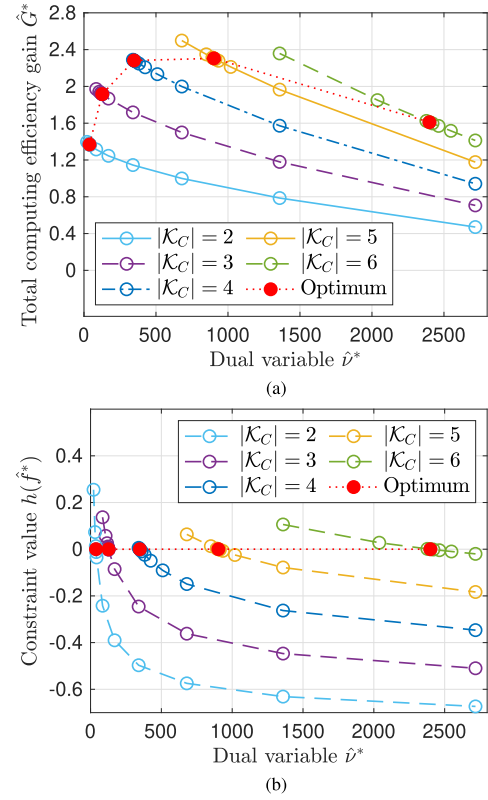 Total computing efficiency gain Ĝ*
2.8
2.4
2
1.6
1.2
0.8
0.4
0
|𝒦_C| = 2
|𝒦_C| = 5
|𝒦_C| = 3
|𝒦_C| = 6
|𝒦_C| = 4
Optimum
0 500 1000 1500 2000 2500
Dual variable ν̂*
(a)
Constraint value h(f̂*)
0.4
0.2
0
-0.2
-0.4
-0.6
|𝒦_C| = 2
|𝒦_C| = 5
|𝒦_C| = 3
|𝒦_C| = 6
|𝒦_C| = 4
Optimum
0 500 1000 1500 2000 2500
Dual variable ν̂*
(b)